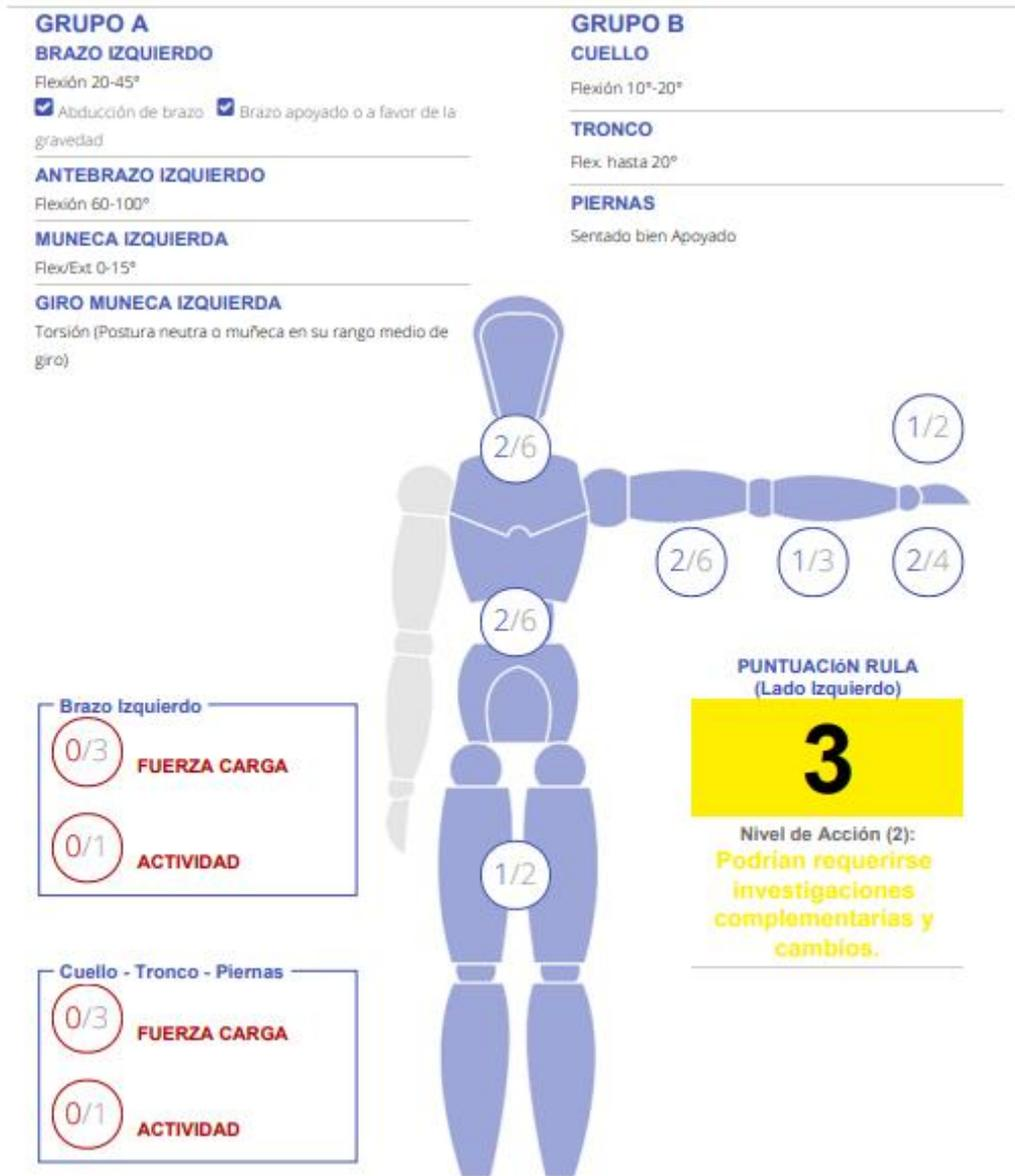 GRUPO A
BRAZO IZQUIERDO
Flexión 20-45°
Abducción de brazo Brazo apoyado o a favor de la
gravedad
ANTEBRAZO IZQUIERDO
Flexión 60-100°
MUNECA IZQUIERDA
Flex/Ext 0-15°
GIRO MUNECA IZQUIERDA
Torsión (Postura neutra o muñeca en su rango medio de
giro)
GRUPO B
CUELLO
Flexión 10°-20°
TRONCO
Flex. hasta 20°
PIERNAS
Sentado bien Apoyado
1/2
2/6
2/6
1/3
2/4
2/6
1/2
PUNTUACIóN RULA
(Lado Izquierdo)
3
Nivel de Acción (2):
Podrían requerirse
investigaciones
complementarias y
cambios.
Brazo Izquierdo
0/3 FUERZA CARGA
0/1 ACTIVIDAD
Cuello - Tronco - Piernas
0/3 FUERZA CARGA
0/1 ACTIVIDAD